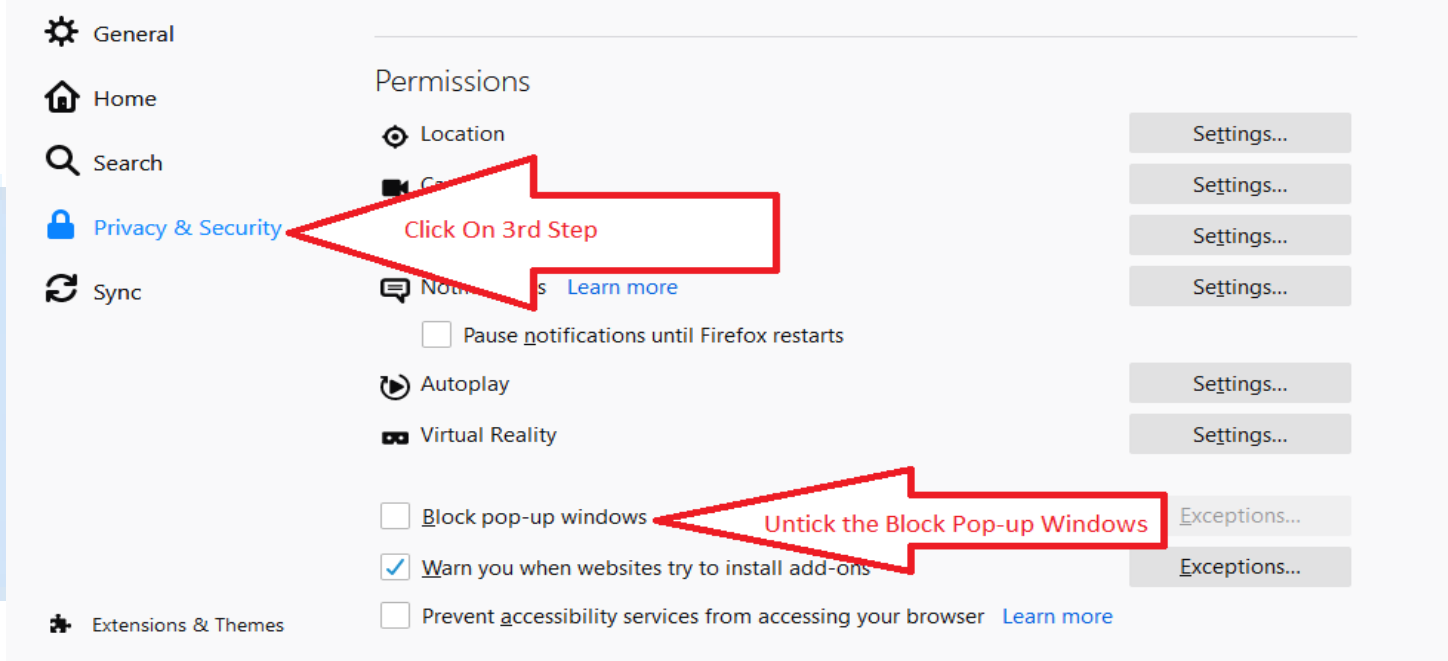 General
Home
Search
Privacy & Security
Sync
Extensions & Themes
Permissions
Location Settings...
Settings...
Click On 3rd Step
Settings...
Learn more Settings...
Pause notifications until Firefox restarts
Autoplay Settings...
Virtual Reality Settings...
Block pop-up windows Untick the Block Pop-up Windows Exceptions...
Warn you when websites try to install add-ons Exceptions...
Prevent accessibility services from accessing your browser Learn more